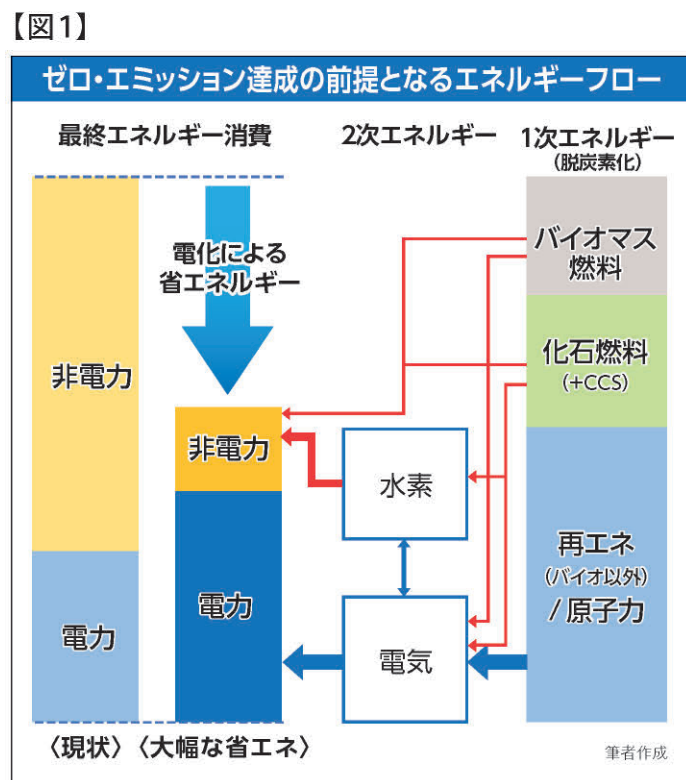 【図1】
ゼロ・エミッション達成の前提となるエネルギーフロー
最終エネルギー消費
2次エネルギー
1次エネルギー
(脱炭素化)
電化による
省エネルギー
非電力
電力
非電力
電力
水素
電気
バイオマス
燃料
化石燃料
(+CCS)
再エネ
(バイオ以外)
/原子力
〈現状〉〈大幅な省エネ〉
筆者作成